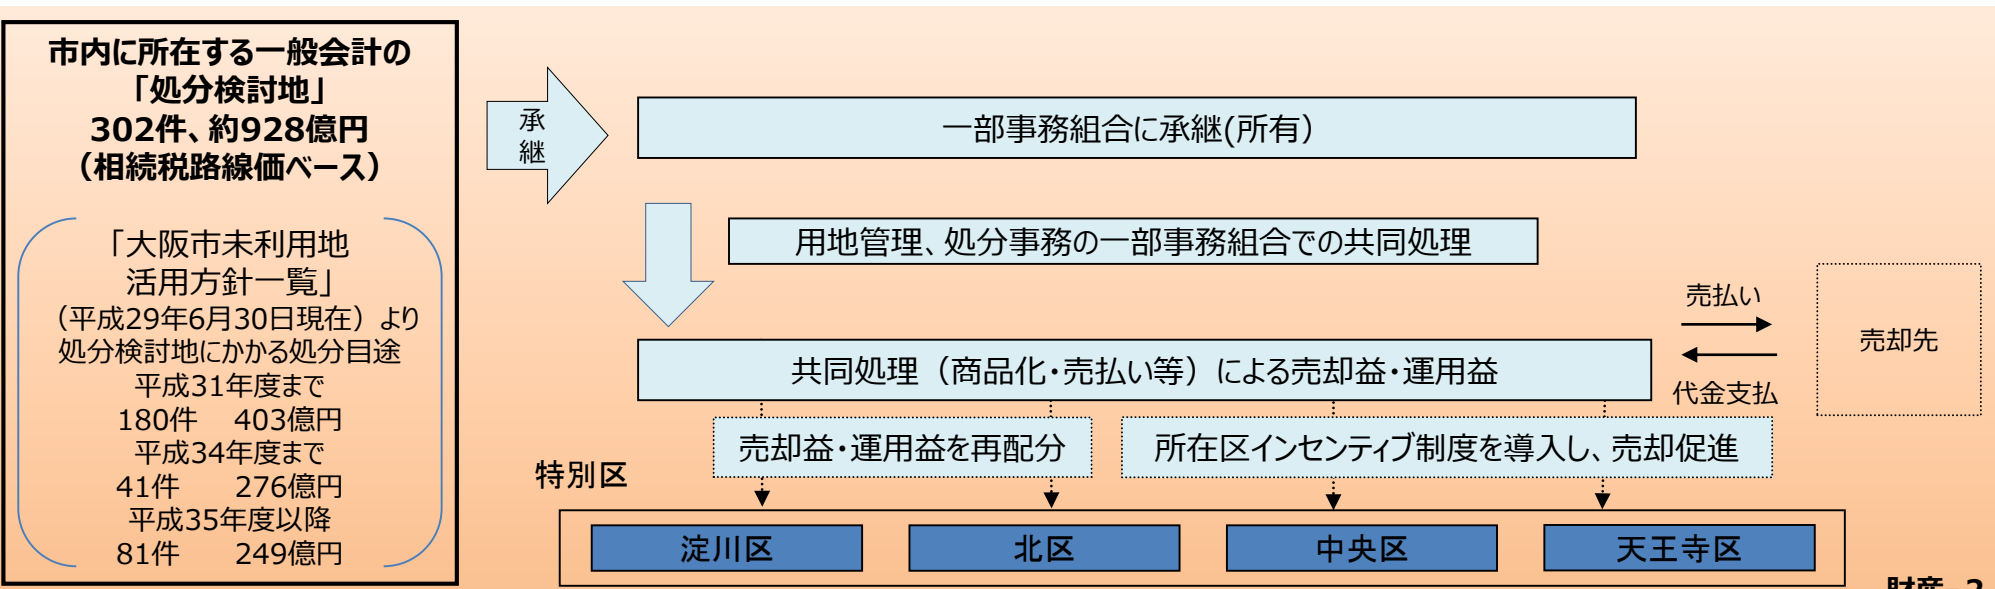 市内に所在する一般会計の
「処分検討地」
302件、約928億円
（相続税路線価ベース）
「大阪市未利用地
活用方針一覧」
（平成29年6月30日現在）より
処分検討地にかかる処分目途
平成31年度まで
180件 403億円
平成34年度まで
41件 276億円
平成35年度以降
81件 249億円
承
継
一部事務組合に承継(所有）
用地管理、処分事務の一部事務組合での共同処理
共同処理（商品化・売払い等）による売却益・運用益
売払い
代金支払
売却先
売却益・運用益を再配分
所在区インセンティブ制度を導入し、売却促進
特別区
淀川区
北区
中央区
天王寺区